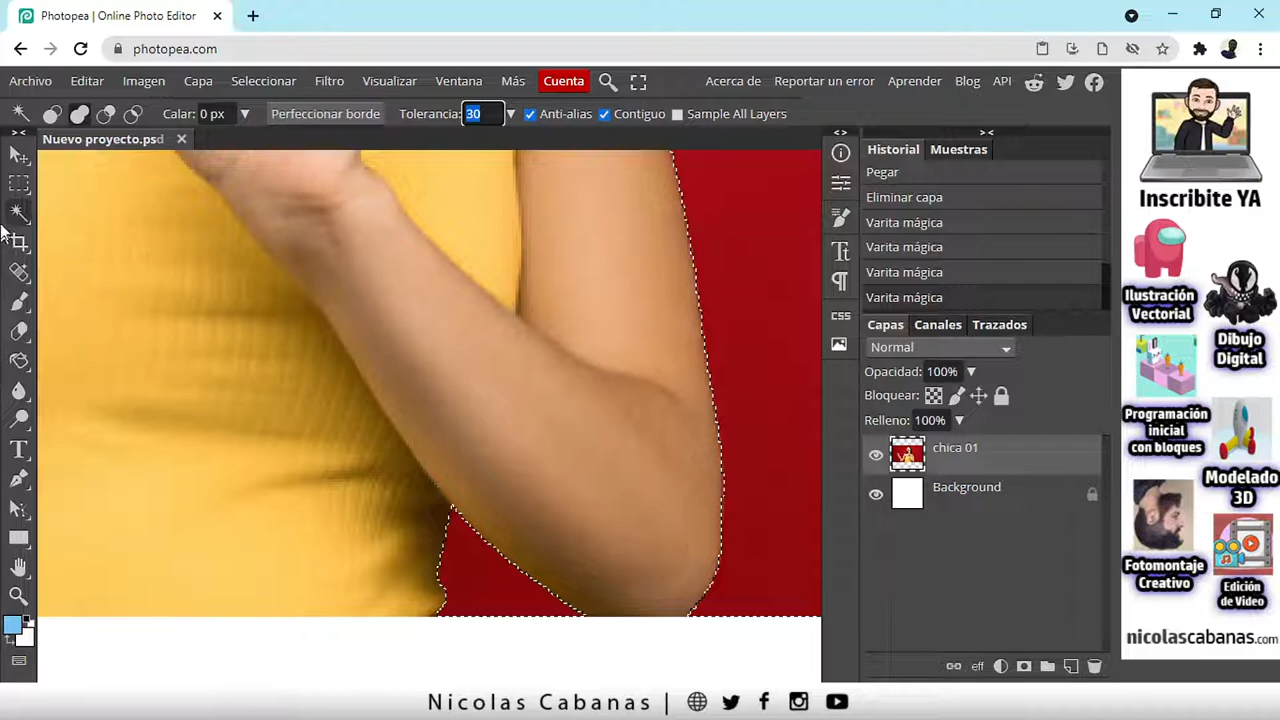 Photopea | Online Photo Editor
photopea.com
Archivo Editar Imagen Capa Seleccionar Filtro Visualizar Ventana Más Cuenta Acerca de Reportar un error Aprender Blog API
Calar: 0 px Perfeccionar borde Tolerancia: 30 Anti-alias Contiguo Sample All Layers
Nuevo proyecto.psd
Historial Muestras
Pegar
Eliminar capa
Varita mágica
Varita mágica
Varita mágica
Varita mágica
CSS
Capas Canales Trazados
Normal
Opacidad: 100%
Bloquear:
Relleno: 100%
chica 01
Background
eff
Inscribite YA
Ilustración
Vectorial
Dibujo
Digital
Programación
inicial
con bloques
Modelado
3D
Fotomontaje
Creativo
Edición
de Video
nicolascabanas.com
Nicolas Cabanas |